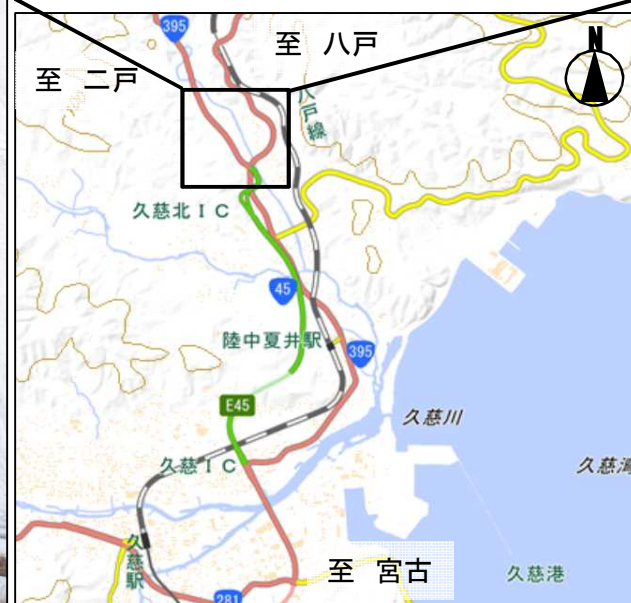 395
至 八戸
N
至 二戸
八戸線
久慈北IC
45
陸中夏井駅
395
E45
久慈川
久慈IC
久慈湾
久慈駅
至 宮古
久慈港
281